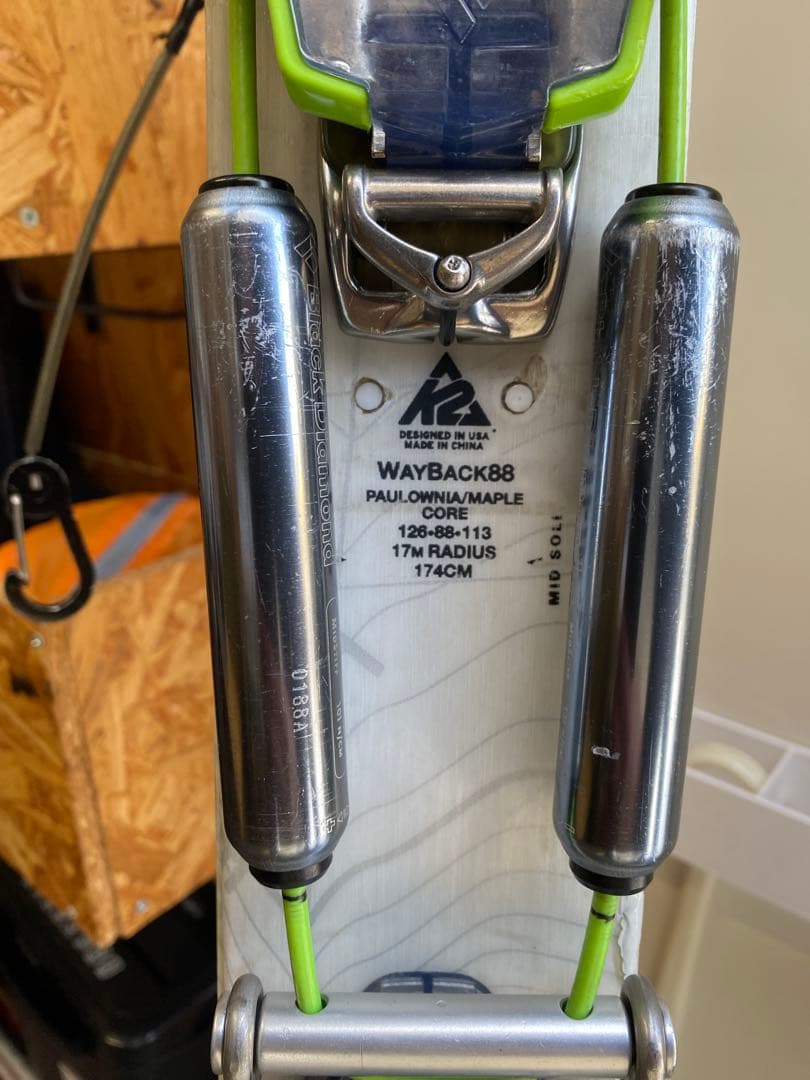 K2
DESIGNED IN USA
MADE IN CHINA
WAYBACK88
PAULOWNIA/MAPLE
CORE
126•88•113
17M RADIUS
174CM
MID SOLE
Black Diamond
0188A